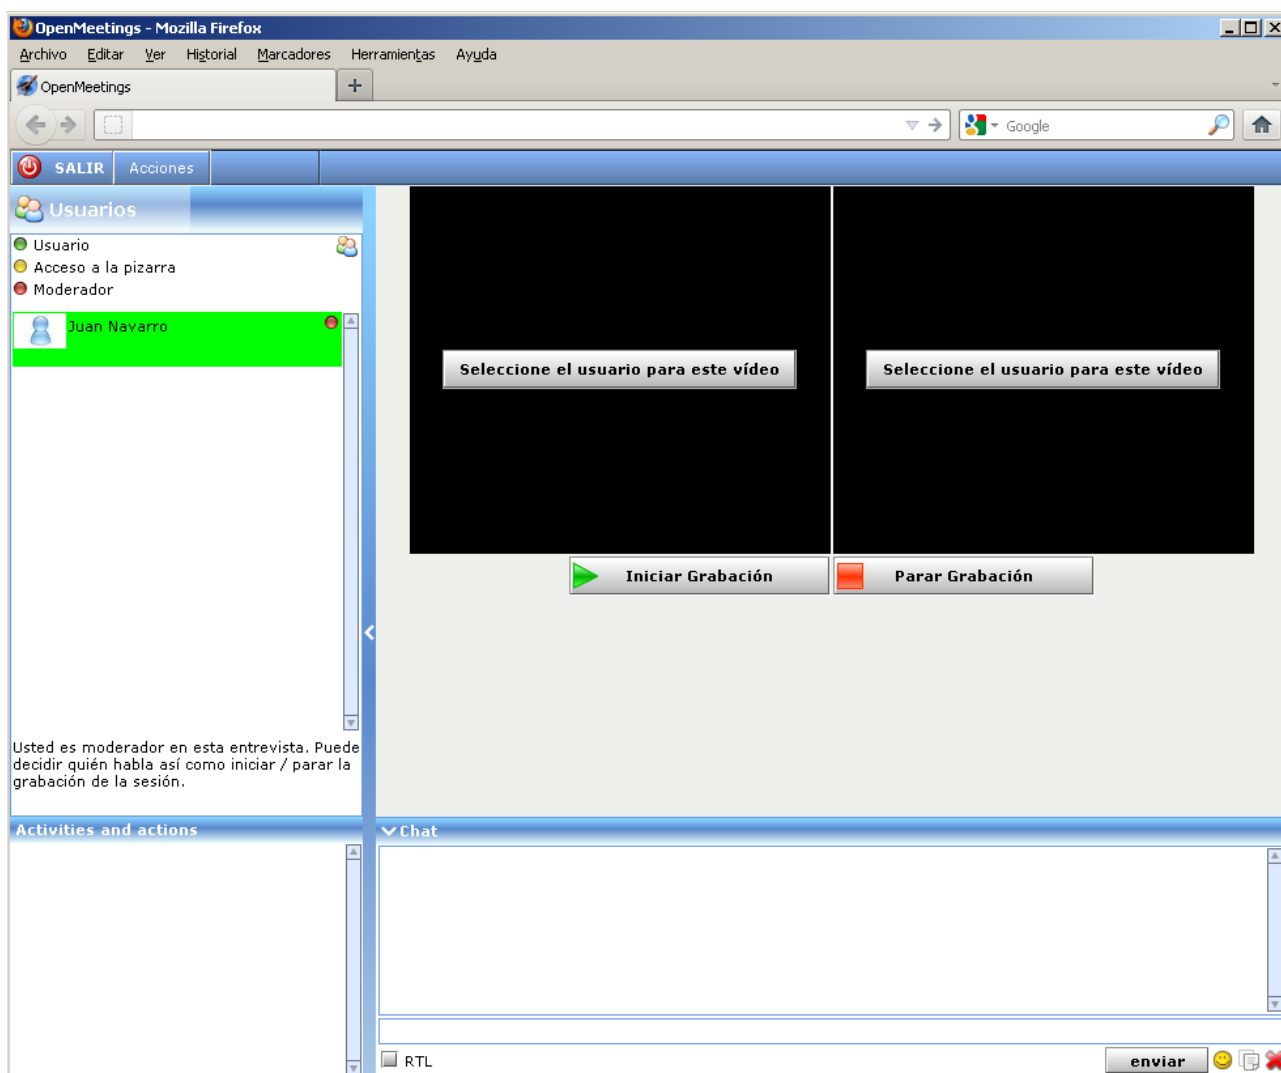 OpenMeetings - Mozilla Firefox
Archivo Editar Ver Historial Marcadores Herramientas Ayuda
OpenMeetings
Google
SALIR Acciones
Usuarios
Usuario
Acceso a la pizarra
Moderador
Juan Navarro
Seleccione el usuario para este vídeo
Seleccione el usuario para este vídeo
Iniciar Grabación
Parar Grabación
Usted es moderador en esta entrevista. Puede
decidir quién habla así como iniciar / parar la
grabación de la sesión.
Activities and actions
Chat
RTL
enviar